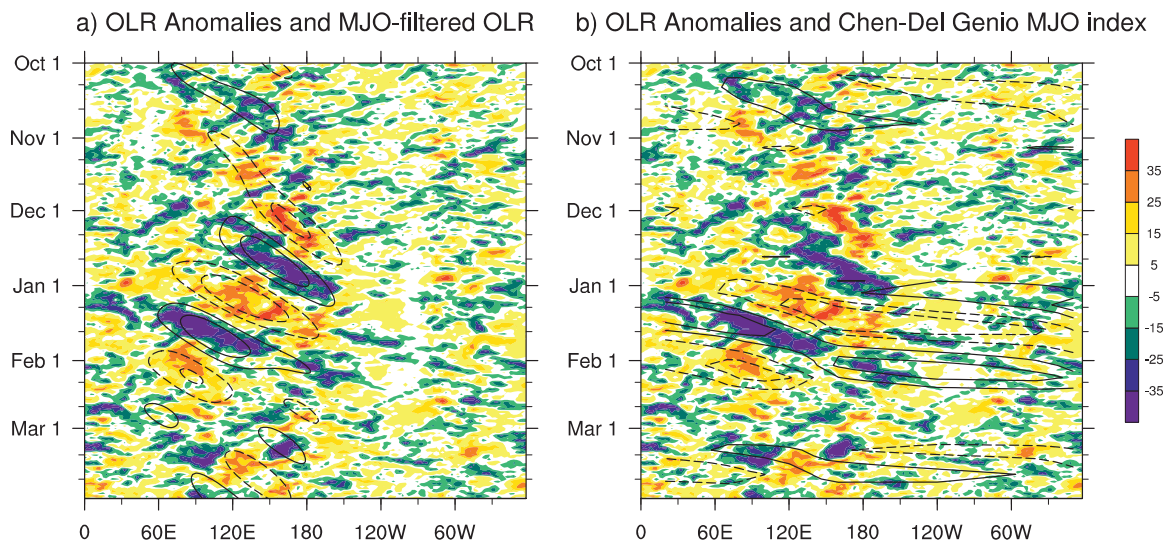 a) OLR Anomalies and MJO-filtered OLR
b) OLR Anomalies and Chen-Del Genio MJO index
Oct 1
Nov 1
Dec 1
Jan 1
Feb 1
Mar 1
0 60E 120E 180 120W 60W
Oct 1
Nov 1
Dec 1
Jan 1
Feb 1
Mar 1
0 60E 120E 180 120W 60W
35
25
15
5
-5
-15
-25
-35